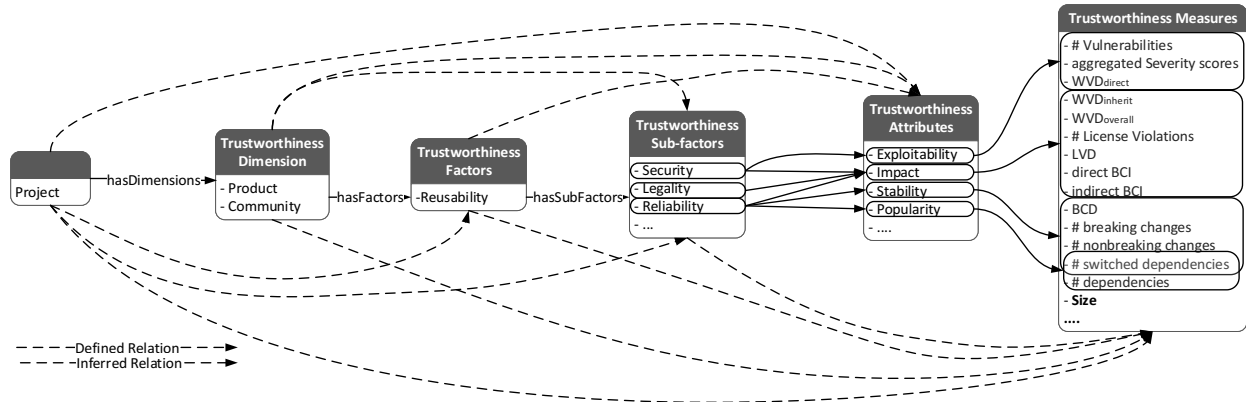 Project
hasDimensions
Trustworthiness
Dimension
- Product
- Community
hasFactors
Trustworthiness
Factors
-Reusability
hasSubFactors
Trustworthiness
Sub-factors
- Security
- Legality
- Reliability
- ...
Trustworthiness
Attributes
- Exploitability
- Impact
- Stability
- Popularity
- ....
Trustworthiness Measures
- # Vulnerabilities
- aggregated Severity scores
- WVDdirect
- WVDinherit
- WVDoverall
- # License Violations
- LVD
- direct BCI
- indirect BCI
- BCD
- # breaking changes
- # nonbreaking changes
- # switched dependencies
- # dependencies
- Size
....
Defined Relation
Inferred Relation